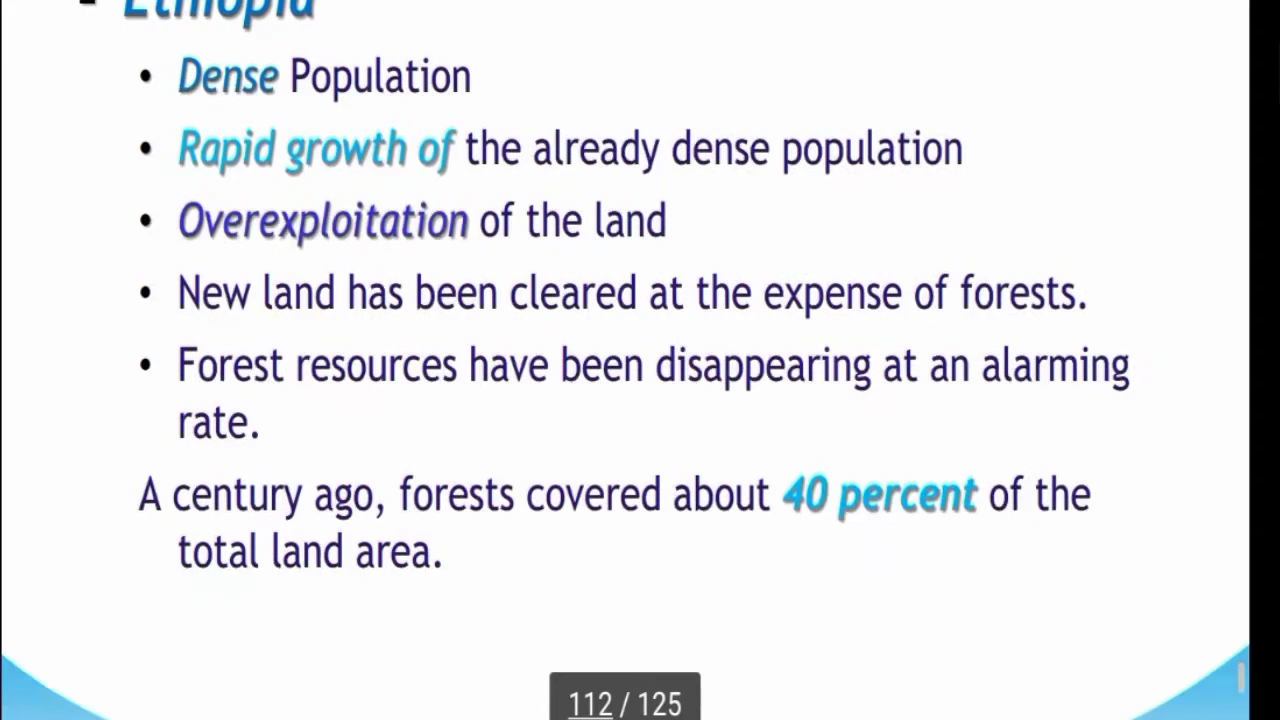 Ethiopia
• Dense Population
• Rapid growth of the already dense population
• Overexploitation of the land
• New land has been cleared at the expense of forests.
• Forest resources have been disappearing at an alarming
rate.
A century ago, forests covered about 40 percent of the
total land area.
112 / 125